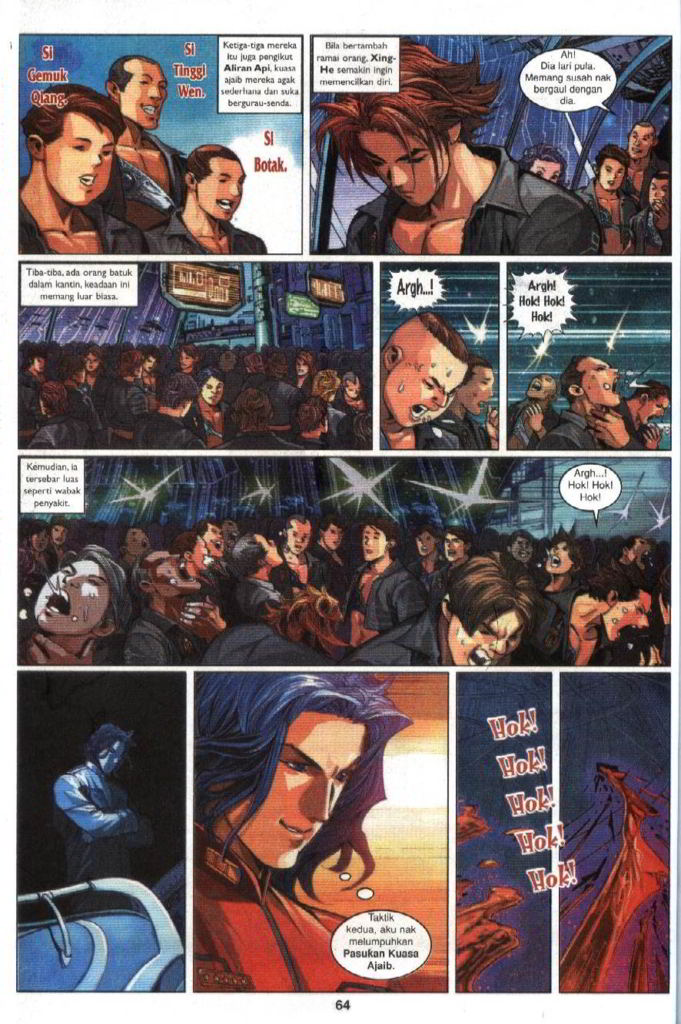 Si
Gemuk
Qiang.
Si
Tinggi
Wen.
Ketiga-tiga mereka
itu juga pengikut
Aliran Api, kuasa
ajaib mereka agak
sederhana dan suka
bergurau-senda.
Si
Botak.
Bila bertambah
ramai orang, Xing-
He semakin ingin
memencilkan diri.
Ah!
Dia lari pula.
Memang susah nak
bergaul dengan
dia.
Tiba-tiba, ada orang batuk
dalam kantin, keadaan ini
memang luar biasa.
Argh...!
Argh!
Hok! Hok!
Hok!
Kemudian, ia
tersebar luas
seperti wabak
penyakit.
Argh...!
Hok! Hok!
Hok!
Taktik
kedua, aku nak
melumpuhkan
Pasukan Kuasa
Ajaib.
Hok!
Hok!
Hok!
Hok!
Hok!
64